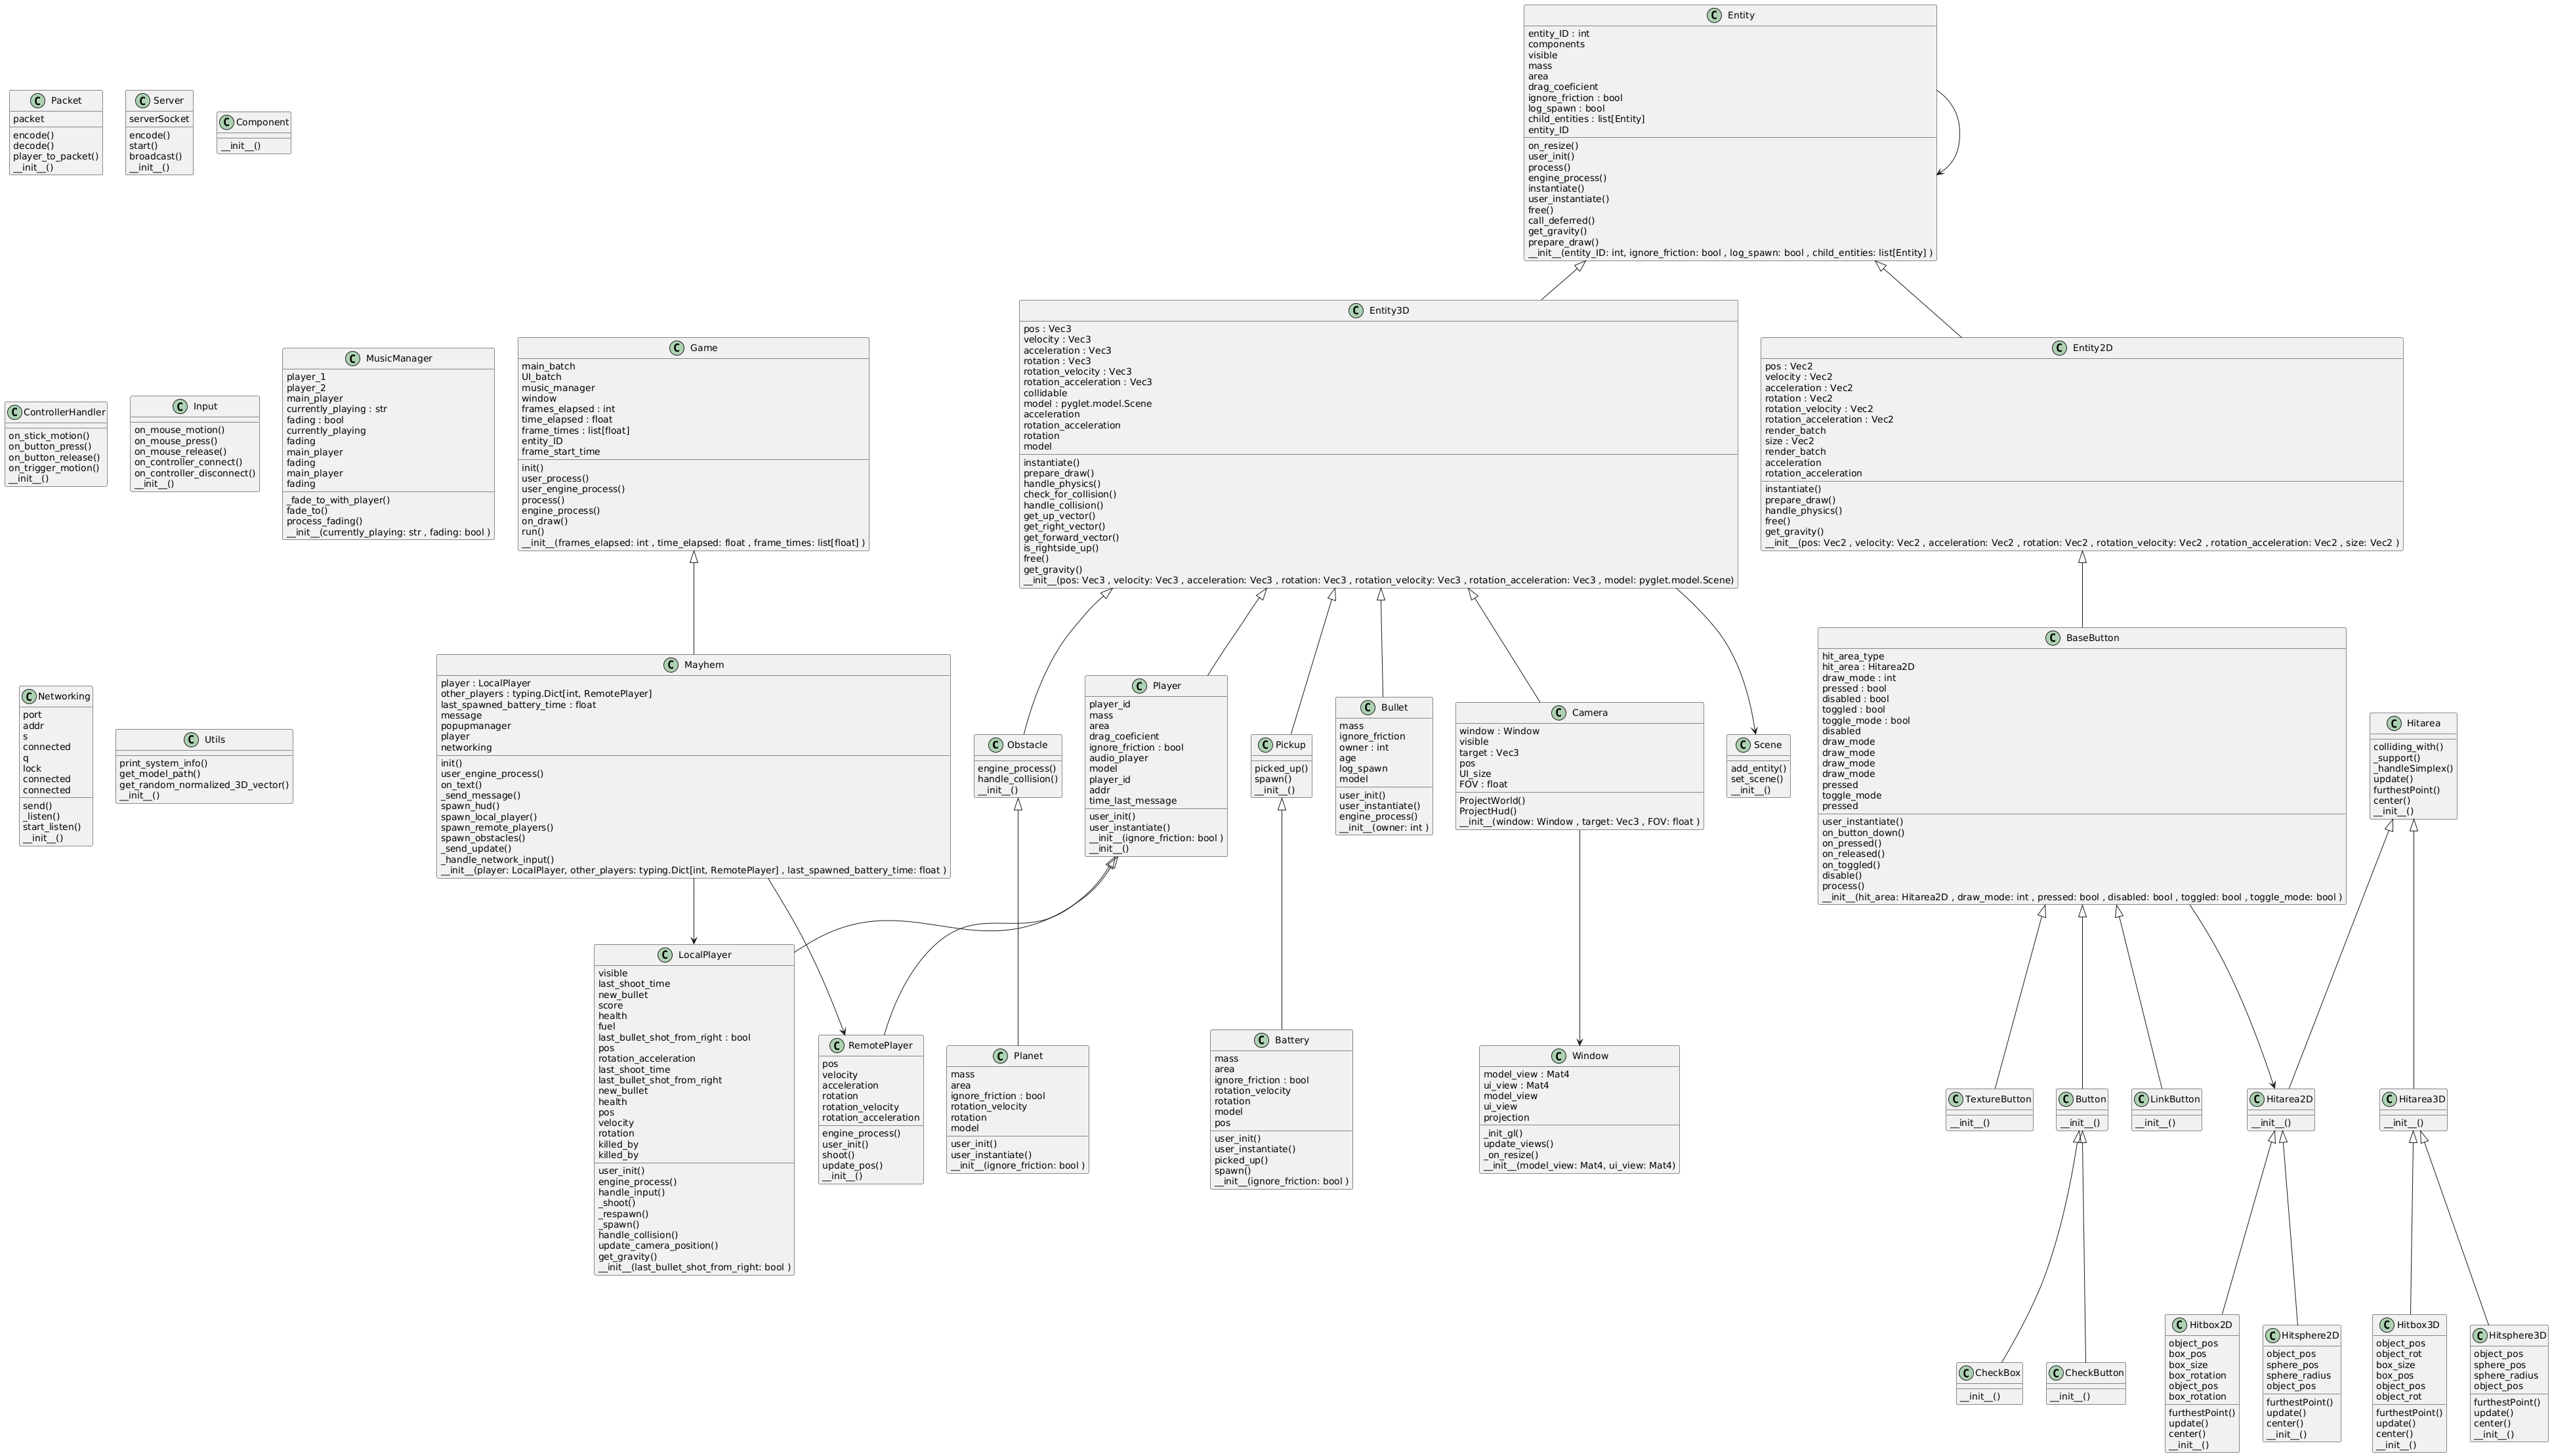 Packet
packet
encode()
decode()
player_to_packet()
__init__()
Server
serverSocket
encode()
start()
broadcast()
__init__()
Component
__init__()
Entity
entity_ID : int
components
visible
mass
area
drag_coeficient
ignore_friction : bool
log_spawn : bool
child_entities : list[Entity]
entity_ID
on_resize()
user_init()
process()
engine_process()
instantiate()
user_instantiate()
free()
call_deferred()
get_gravity()
prepare_draw()
__init__(entity_ID: int, ignore_friction: bool , log_spawn: bool , child_entities: list[Entity] )
ControllerHandler
on_stick_motion()
on_button_press()
on_button_release()
on_trigger_motion()
__init__()
Input
on_mouse_motion()
on_mouse_press()
on_mouse_release()
on_controller_connect()
on_controller_disconnect()
__init__()
MusicManager
player_1
player_2
main_player
currently_playing : str
fading : bool
currently_playing
fading
main_player
fading
main_player
fading
_fade_to_with_player()
fade_to()
process_fading()
__init__(currently_playing: str , fading: bool )
Game
main_batch
UI_batch
music_manager
window
frames_elapsed : int
time_elapsed : float
frame_times : list[float]
entity_ID
frame_start_time
init()
user_process()
user_engine_process()
process()
engine_process()
on_draw()
run()
__init__(frames_elapsed: int , time_elapsed: float , frame_times: list[float] )
Entity3D
pos : Vec3
velocity : Vec3
acceleration : Vec3
rotation : Vec3
rotation_velocity : Vec3
rotation_acceleration : Vec3
collidable
model : pyglet.model.Scene
acceleration
rotation_acceleration
rotation
model
instantiate()
prepare_draw()
handle_physics()
check_for_collision()
handle_collision()
get_up_vector()
get_right_vector()
get_forward_vector()
is_rightside_up()
free()
get_gravity()
__init__(pos: Vec3 , velocity: Vec3 , acceleration: Vec3 , rotation: Vec3 , rotation_velocity: Vec3 , rotation_acceleration: Vec3 , model: pyglet.model.Scene)
Entity2D
pos : Vec2
velocity : Vec2
acceleration : Vec2
rotation : Vec2
rotation_velocity : Vec2
rotation_acceleration : Vec2
render_batch
size : Vec2
render_batch
acceleration
rotation_acceleration
instantiate()
prepare_draw()
handle_physics()
free()
get_gravity()
__init__(pos: Vec2 , velocity: Vec2 , acceleration: Vec2 , rotation: Vec2 , rotation_velocity: Vec2 , rotation_acceleration: Vec2 , size: Vec2 )
Networking
port
addr
s
connected
q
lock
connected
connected
send()
_listen()
start_listen()
__init__()
Utils
print_system_info()
get_model_path()
get_random_normalized_3D_vector()
__init__()
Mayhem
player : LocalPlayer
other_players : typing.Dict[int, RemotePlayer]
last_spawned_battery_time : float
message
popupmanager
player
networking
init()
user_engine_process()
on_text()
_send_message()
spawn_hud()
spawn_local_player()
spawn_remote_players()
spawn_obstacles()
_send_update()
_handle_network_input()
__init__(player: LocalPlayer, other_players: typing.Dict[int, RemotePlayer] , last_spawned_battery_time: float )
Obstacle
engine_process()
handle_collision()
__init__()
Player
player_id
mass
area
drag_coeficient
ignore_friction : bool
audio_player
model
player_id
addr
time_last_message
user_init()
user_instantiate()
__init__(ignore_friction: bool )
__init__()
Pickup
picked_up()
spawn()
__init__()
Bullet
mass
ignore_friction
owner : int
age
log_spawn
model
user_init()
user_instantiate()
engine_process()
__init__(owner: int )
Camera
window : Window
visible
target : Vec3
pos
UI_size
FOV : float
ProjectWorld()
ProjectHud()
__init__(window: Window , target: Vec3 , FOV: float )
Scene
add_entity()
set_scene()
__init__()
BaseButton
hit_area_type
hit_area : Hitarea2D
draw_mode : int
pressed : bool
disabled : bool
toggled : bool
toggle_mode : bool
disabled
draw_mode
draw_mode
draw_mode
draw_mode
pressed
toggle_mode
pressed
user_instantiate()
on_button_down()
on_pressed()
on_released()
on_toggled()
disable()
process()
__init__(hit_area: Hitarea2D , draw_mode: int , pressed: bool , disabled: bool , toggled: bool , toggle_mode: bool )
Hitarea
colliding_with()
_support()
_handleSimplex()
update()
furthestPoint()
center()
__init__()
LocalPlayer
visible
last_shoot_time
new_bullet
score
health
fuel
last_bullet_shot_from_right : bool
pos
rotation_acceleration
last_shoot_time
last_bullet_shot_from_right
new_bullet
health
pos
velocity
rotation
killed_by
killed_by
user_init()
engine_process()
handle_input()
_shoot()
_respawn()
_spawn()
handle_collision()
update_camera_position()
get_gravity()
__init__(last_bullet_shot_from_right: bool )
RemotePlayer
pos
velocity
acceleration
rotation
rotation_velocity
rotation_acceleration
engine_process()
user_init()
shoot()
update_pos()
__init__()
Planet
mass
area
ignore_friction : bool
rotation_velocity
rotation
model
user_init()
user_instantiate()
__init__(ignore_friction: bool )
Battery
mass
area
ignore_friction : bool
rotation_velocity
rotation
model
pos
user_init()
user_instantiate()
picked_up()
spawn()
__init__(ignore_friction: bool )
Window
model_view : Mat4
ui_view : Mat4
model_view
ui_view
projection
_init_gl()
update_views()
_on_resize()
__init__(model_view: Mat4, ui_view: Mat4)
TextureButton
__init__()
Button
__init__()
LinkButton
__init__()
Hitarea2D
__init__()
Hitarea3D
__init__()
CheckBox
__init__()
CheckButton
__init__()
Hitbox2D
object_pos
box_pos
box_size
box_rotation
object_pos
box_rotation
furthestPoint()
update()
center()
__init__()
Hitsphere2D
object_pos
sphere_pos
sphere_radius
object_pos
furthestPoint()
update()
center()
__init__()
Hitbox3D
object_pos
object_rot
box_size
box_pos
object_pos
object_rot
furthestPoint()
update()
center()
__init__()
Hitsphere3D
object_pos
sphere_pos
sphere_radius
object_pos
furthestPoint()
update()
center()
__init__()